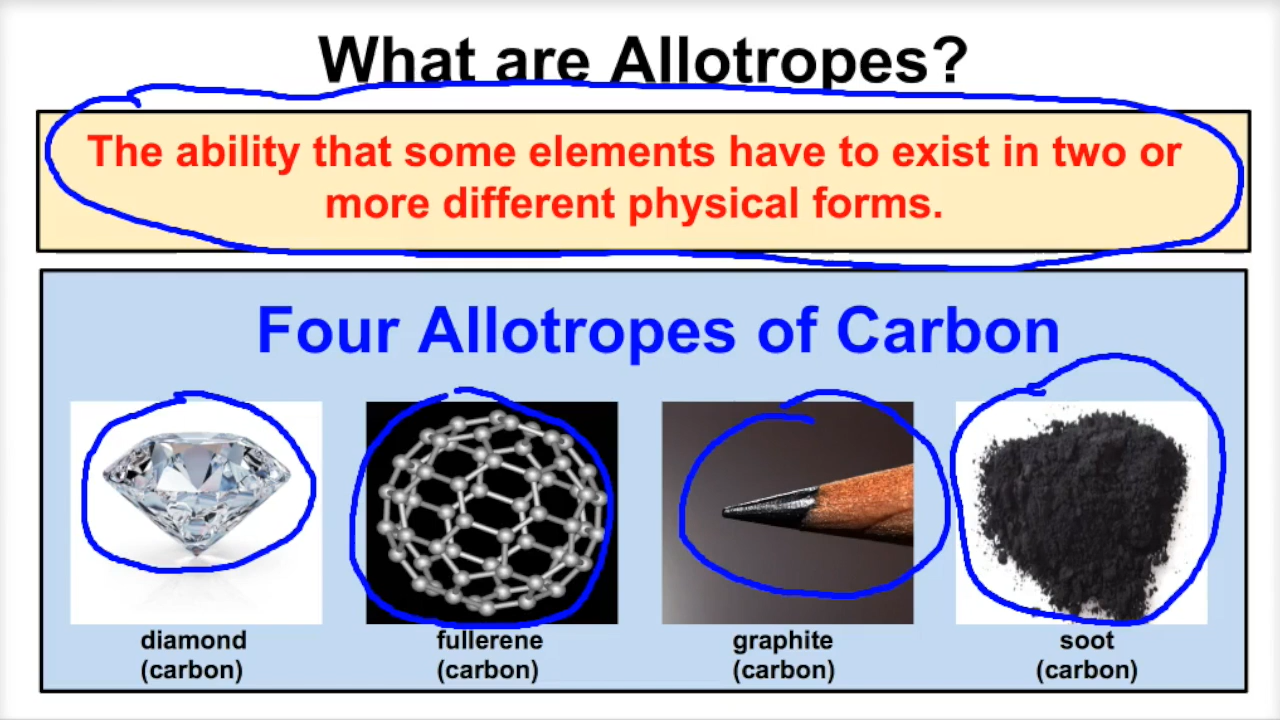 What are Allotropes?
The ability that some elements have to exist in two or
more different physical forms.
Four Allotropes of Carbon
diamond
(carbon)
fullerene
(carbon)
graphite
(carbon)
soot
(carbon)